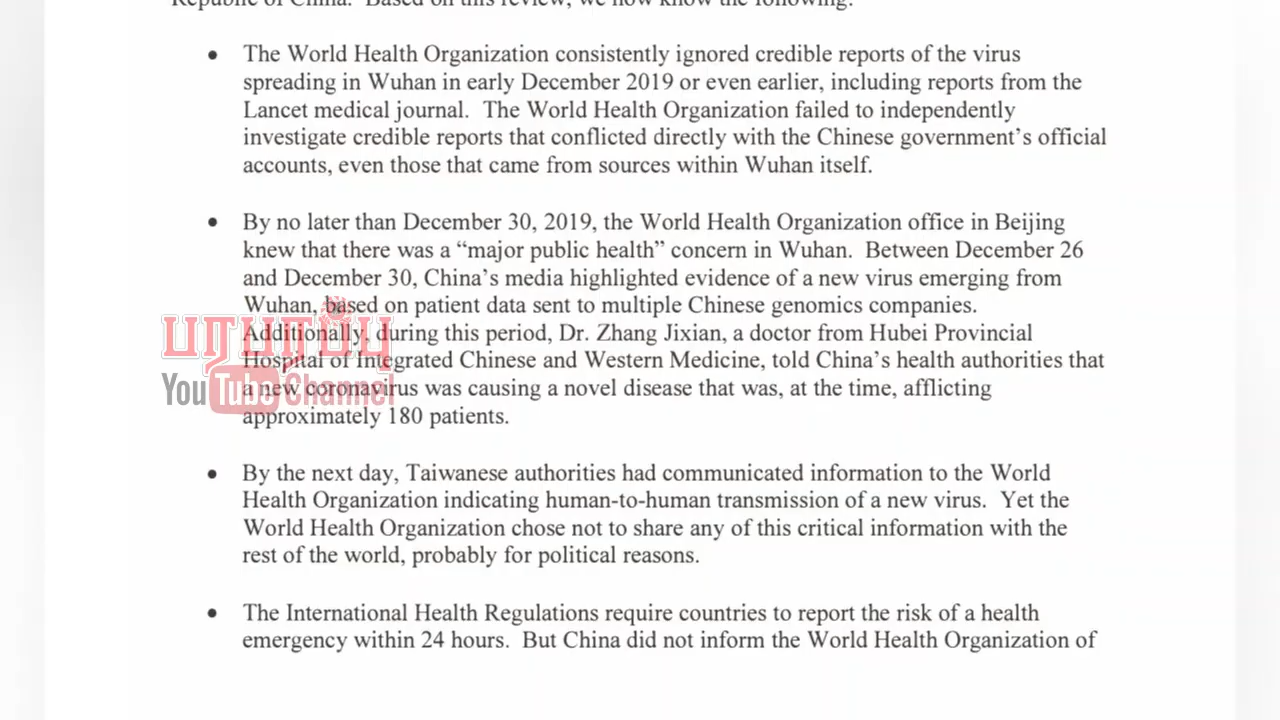 Republic of China. Based on this review, we now know the following:
• The World Health Organization consistently ignored credible reports of the virus
spreading in Wuhan in early December 2019 or even earlier, including reports from the
Lancet medical journal. The World Health Organization failed to independently
investigate credible reports that conflicted directly with the Chinese government’s official
accounts, even those that came from sources within Wuhan itself.
• By no later than December 30, 2019, the World Health Organization office in Beijing
knew that there was a “major public health” concern in Wuhan. Between December 26
and December 30, China’s media highlighted evidence of a new virus emerging from
Wuhan, based on patient data sent to multiple Chinese genomics companies.
Additionally, during this period, Dr. Zhang Jixian, a doctor from Hubei Provincial
Hospital of Integrated Chinese and Western Medicine, told China’s health authorities that
a new coronavirus was causing a novel disease that was, at the time, afflicting
approximately 180 patients.
• By the next day, Taiwanese authorities had communicated information to the World
Health Organization indicating human-to-human transmission of a new virus. Yet the
World Health Organization chose not to share any of this critical information with the
rest of the world, probably for political reasons.
• The International Health Regulations require countries to report the risk of a health
emergency within 24 hours. But China did not inform the World Health Organization of
ԱՐԱՐԱՏ
YouTube Channel